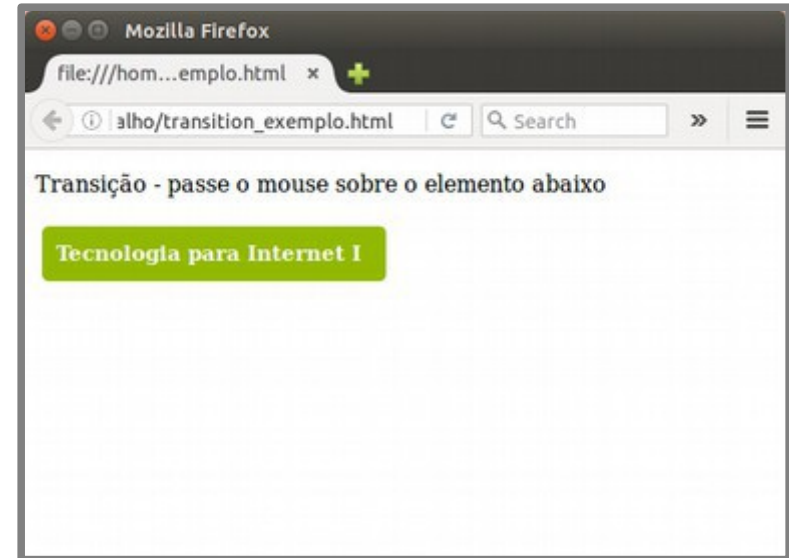 Mozilla Firefox
file:///hom...emplo.html ×
alho/transition_exemplo.html
Search
Transição - passe o mouse sobre o elemento abaixo
Tecnologia para Internet I